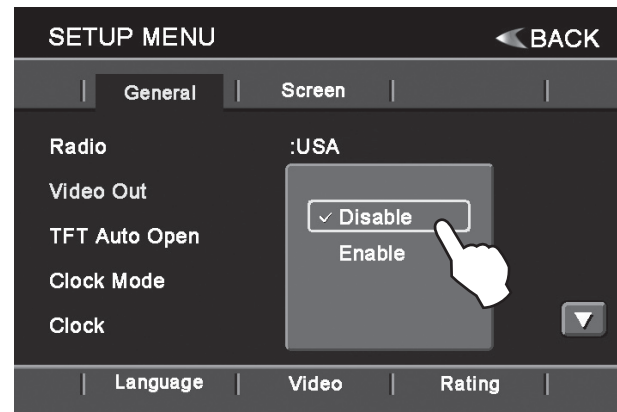 SETUP MENU BACK
General Screen
Radio :USA
Video Out
Disable
TFT Auto Open
Enable
Clock Mode
Clock
Language Video Rating